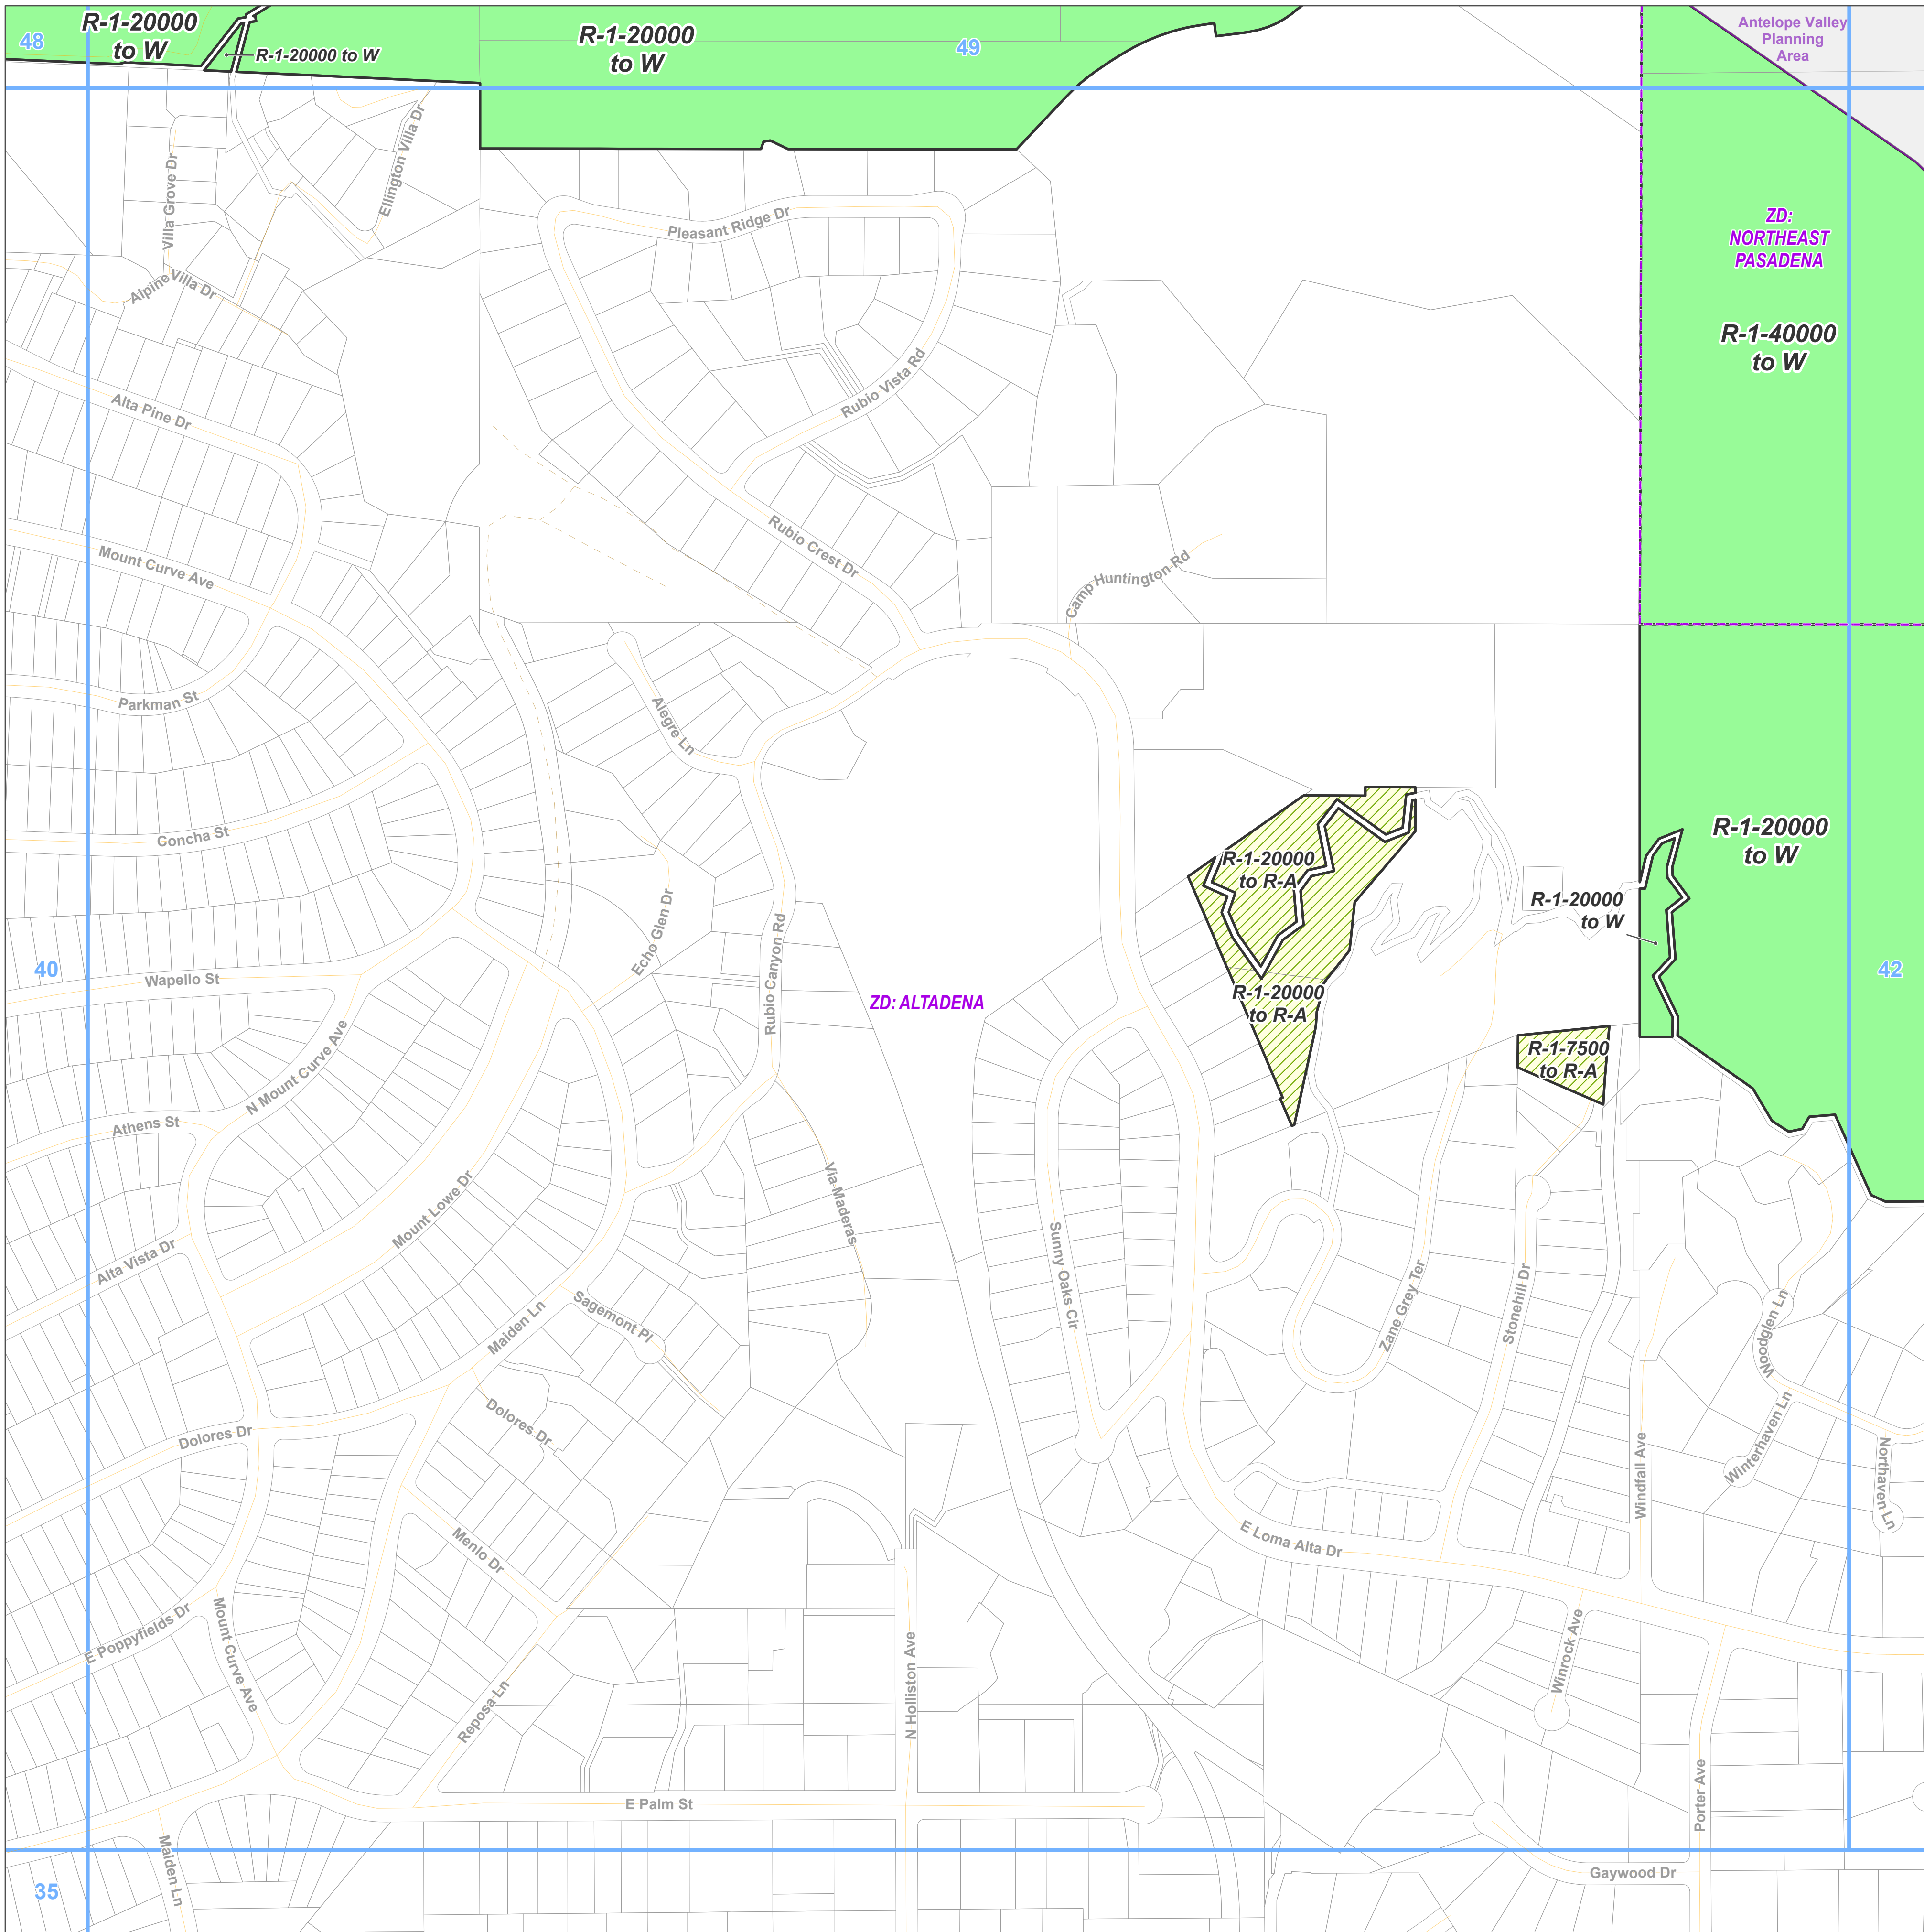 R-1-20000
to W
48
R-1-20000 to W
R-1-20000
to W
49
Antelope Valley
Planning
Area
Ellington Villa Dr
Villa Grove Dr
Alpine Villa Dr
Pleasant Ridge Dr
ZD:
NORTHEAST
PASADENA
R-1-40000
to W
Rubio Vista Rd
Alta Pine Dr
Rubio Crest Dr
Mount Curve Ave
Camp Huntington Rd
Parkman St
Alegre Ln
Concha St
R-1-20000
to W
R-1-20000
to R-A
R-1-20000
to W
Echo Glen Dr
Rubio Canyon Rd
40
Wapello St
ZD: ALTADENA
R-1-20000
to R-A
42
R-1-7500
to R-A
N Mount Curve Ave
Athens St
Via Maderas
Mount Lowe Dr
Alta Vista Dr
Sunny Oaks Cir
Zane Grey Ter
Stonehill Dr
Woodglen Ln
Sagemont Pl
Maiden Ln
Dolores Dr
Dolores Dr
Winterhaven Ln
Northaven Ln
Windfall Ave
Menlo Dr
E Loma Alta Dr
E Poppyfields Dr
Mount Curve Ave
Reposa Ln
N Holliston Ave
Winrock Ave
Porter Ave
E Palm St
Maiden Ln
Gaywood Dr
35